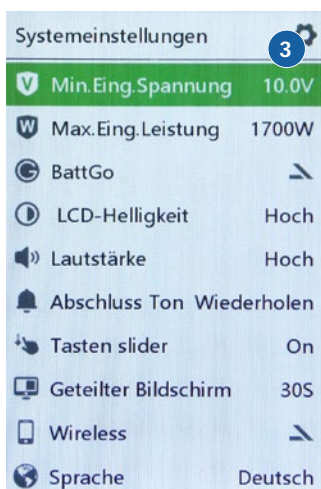 Systemeinstellungen
3
Min.Eing.Spannung 10.0V
Max.Eing.Leistung 1700W
BattGo
LCD-Helligkeit Hoch
Lautstärke Hoch
Abschluss Ton Wiederholen
Tasten slider On
Geteilter Bildschirm 30S
Wireless
Sprache Deutsch